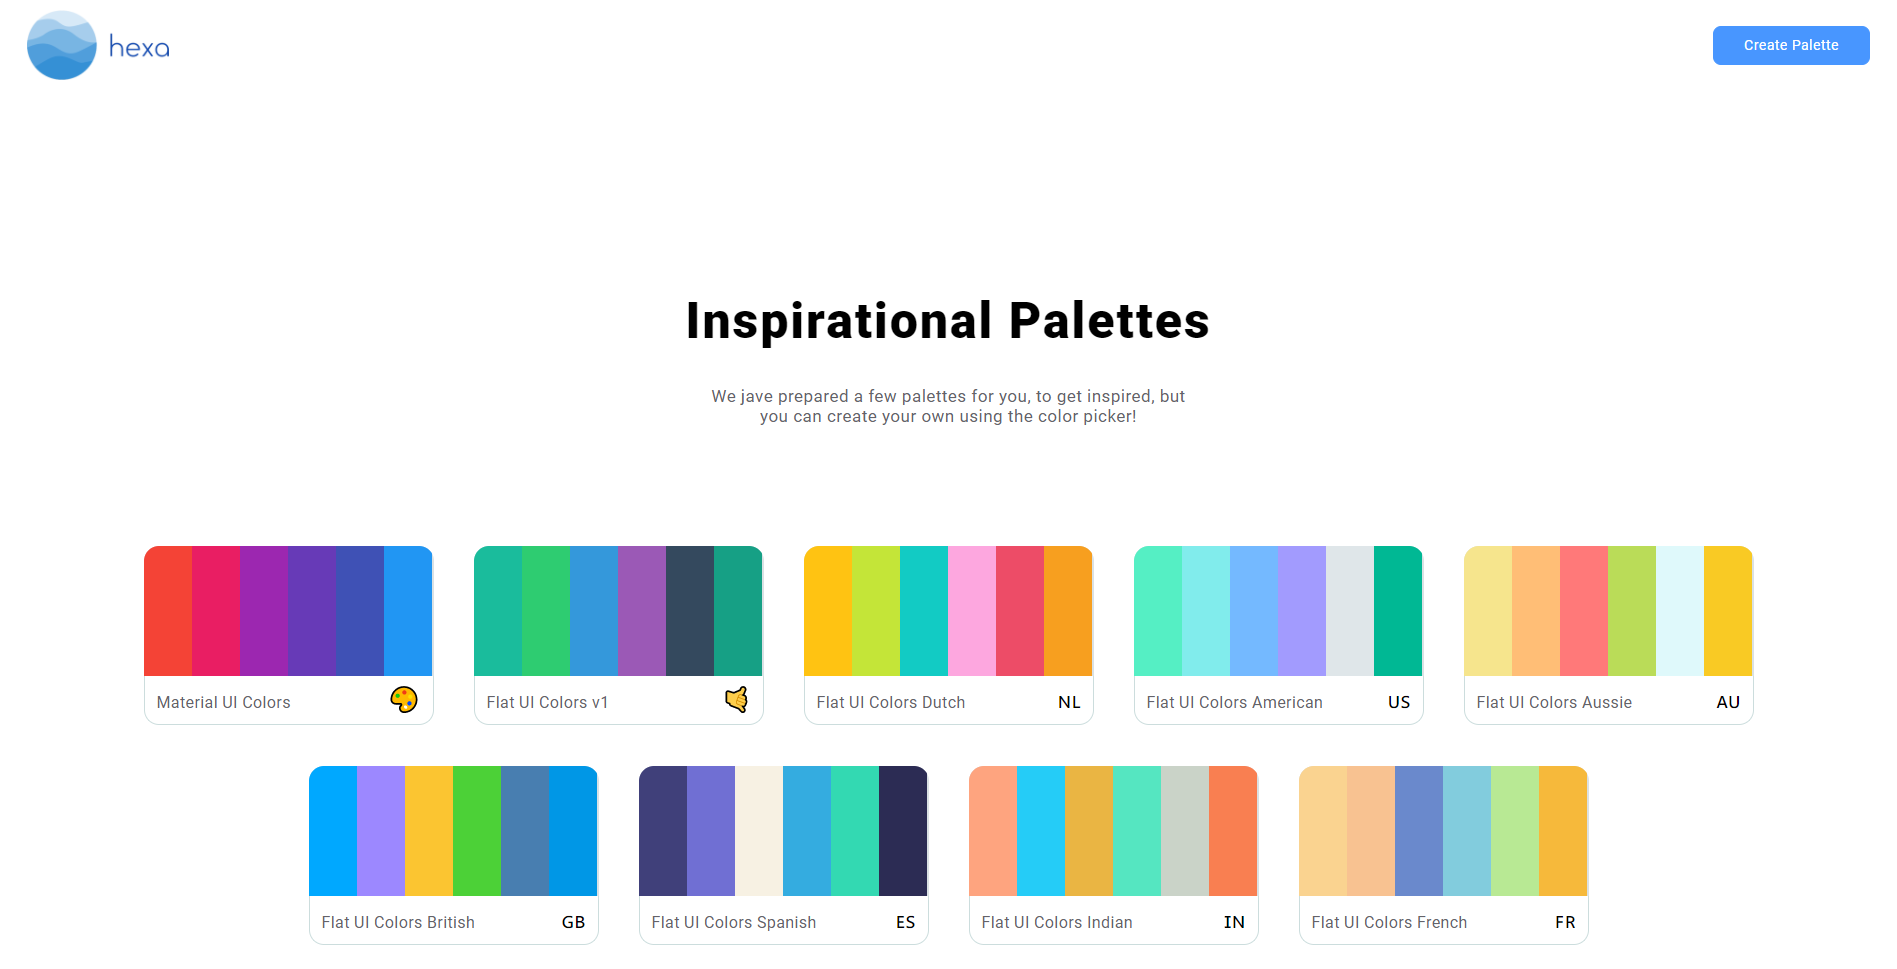 hexa
Create Palette
Inspirational Palettes
We jave prepared a few palettes for you, to get inspired, but
you can create your own using the color picker!
Material UI Colors
Flat UI Colors v1
Flat UI Colors Dutch NL
Flat UI Colors American US
Flat UI Colors Aussie AU
Flat UI Colors British GB
Flat UI Colors Spanish ES
Flat UI Colors Indian IN
Flat UI Colors French FR